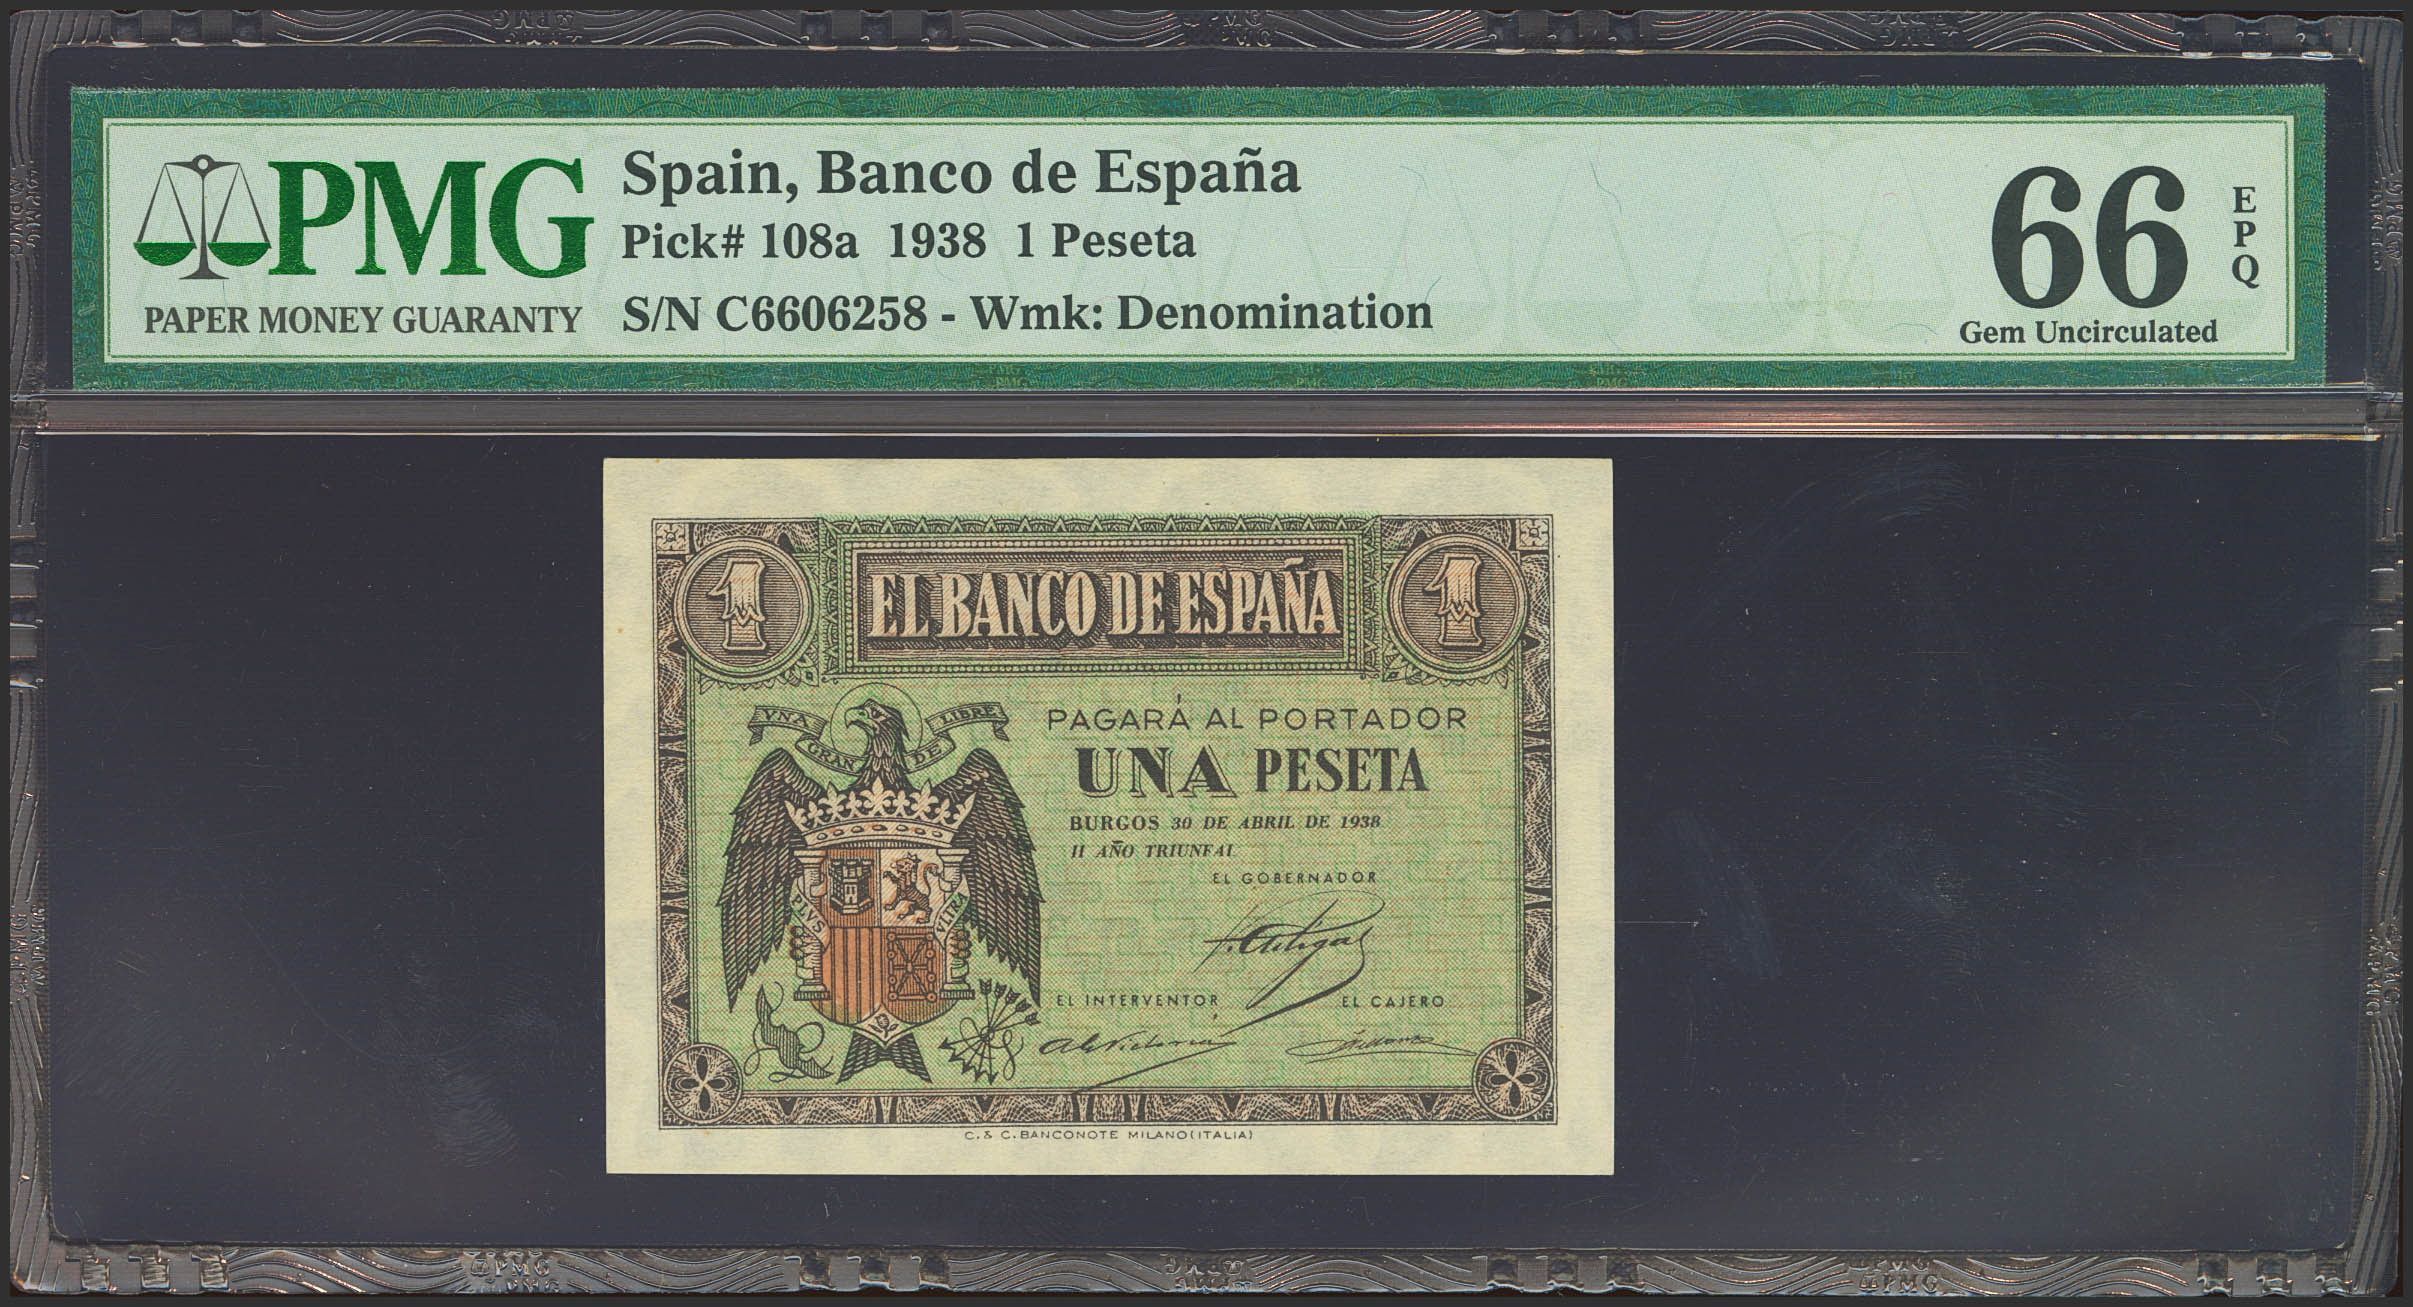 PMG
PAPER MONEY GUARANTY
Spain, Banco de España
Pick# 108a 1938 1 Peseta
S/N C6606258 - Wmk: Denomination
66
EPQ
Gem Uncirculated
1
EL BANCO DE ESPAÑA
1
VNA GRANDE LIBRE
PAGARÁ AL PORTADOR
UNA PESETA
BURGOS 30 DE ABRIL DE 1938
II AÑO TRIUNFAL
EL GOBERNADOR
PLVS VLTRA
EL INTERVENTOR
EL CAJERO
C. & C. BANCONOTE MILANO (ITALIA)